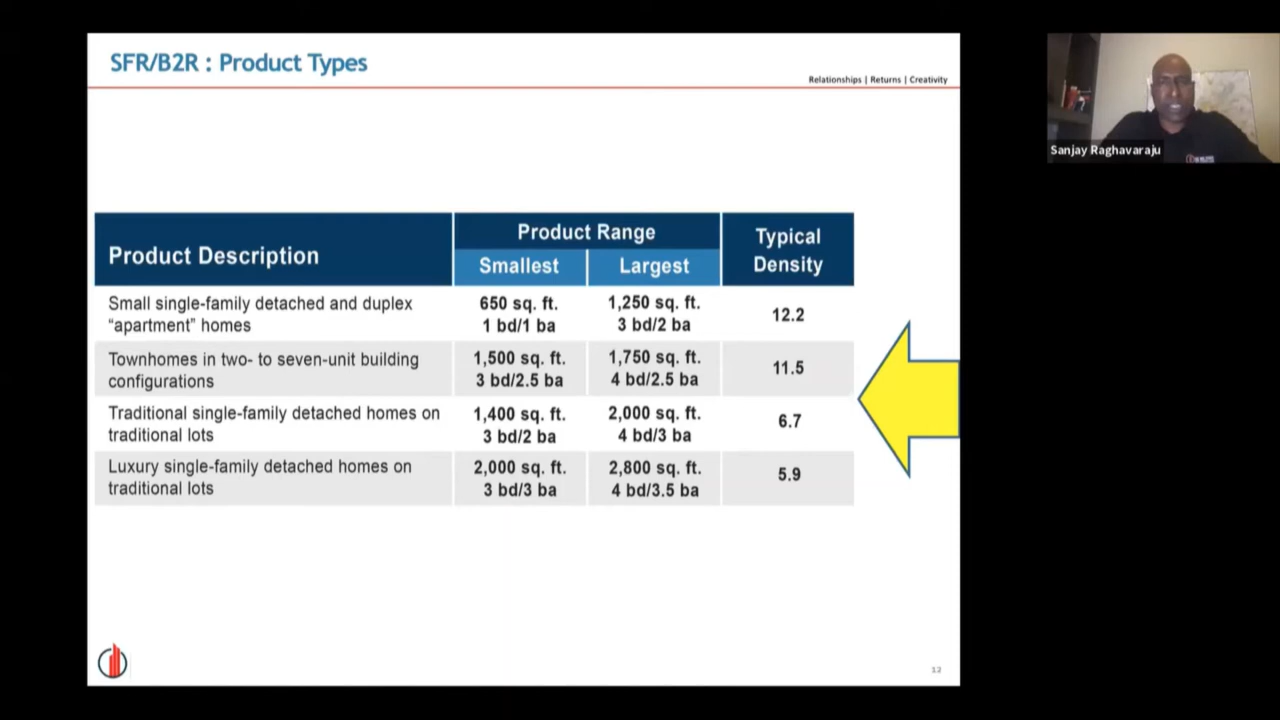 SFR/B2R : Product Types
Relationships | Returns | Creativity
Sanjay Raghavaraju
Product Description
Product Range
Typical
Density
Smallest
Largest
Small single-family detached and duplex
“apartment” homes
650 sq. ft.
1 bd/1 ba
1,250 sq. ft.
3 bd/2 ba
12.2
Townhomes in two- to seven-unit building
configurations
1,500 sq. ft.
3 bd/2.5 ba
1,750 sq. ft.
4 bd/2.5 ba
11.5
Traditional single-family detached homes on
traditional lots
1,400 sq. ft.
3 bd/2 ba
2,000 sq. ft.
4 bd/3 ba
6.7
Luxury single-family detached homes on
traditional lots
2,000 sq. ft.
3 bd/3 ba
2,800 sq. ft.
4 bd/3.5 ba
5.9
12